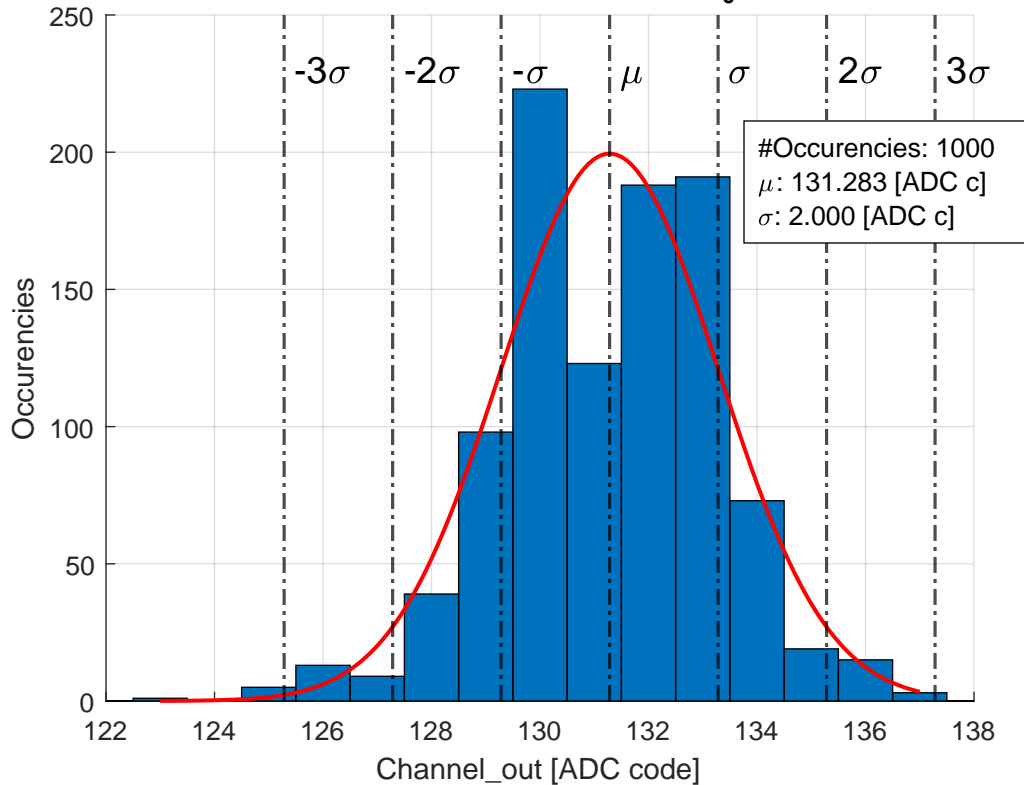 250
200
150
100
50
0
-3σ
-2σ
-σ
μ
σ
2σ
3σ
#Occurencies: 1000
μ: 131.283 [ADC c]
σ: 2.000 [ADC c]
Occurencies
122 124 126 128 130 132 134 136 138
Channel_out [ADC code]